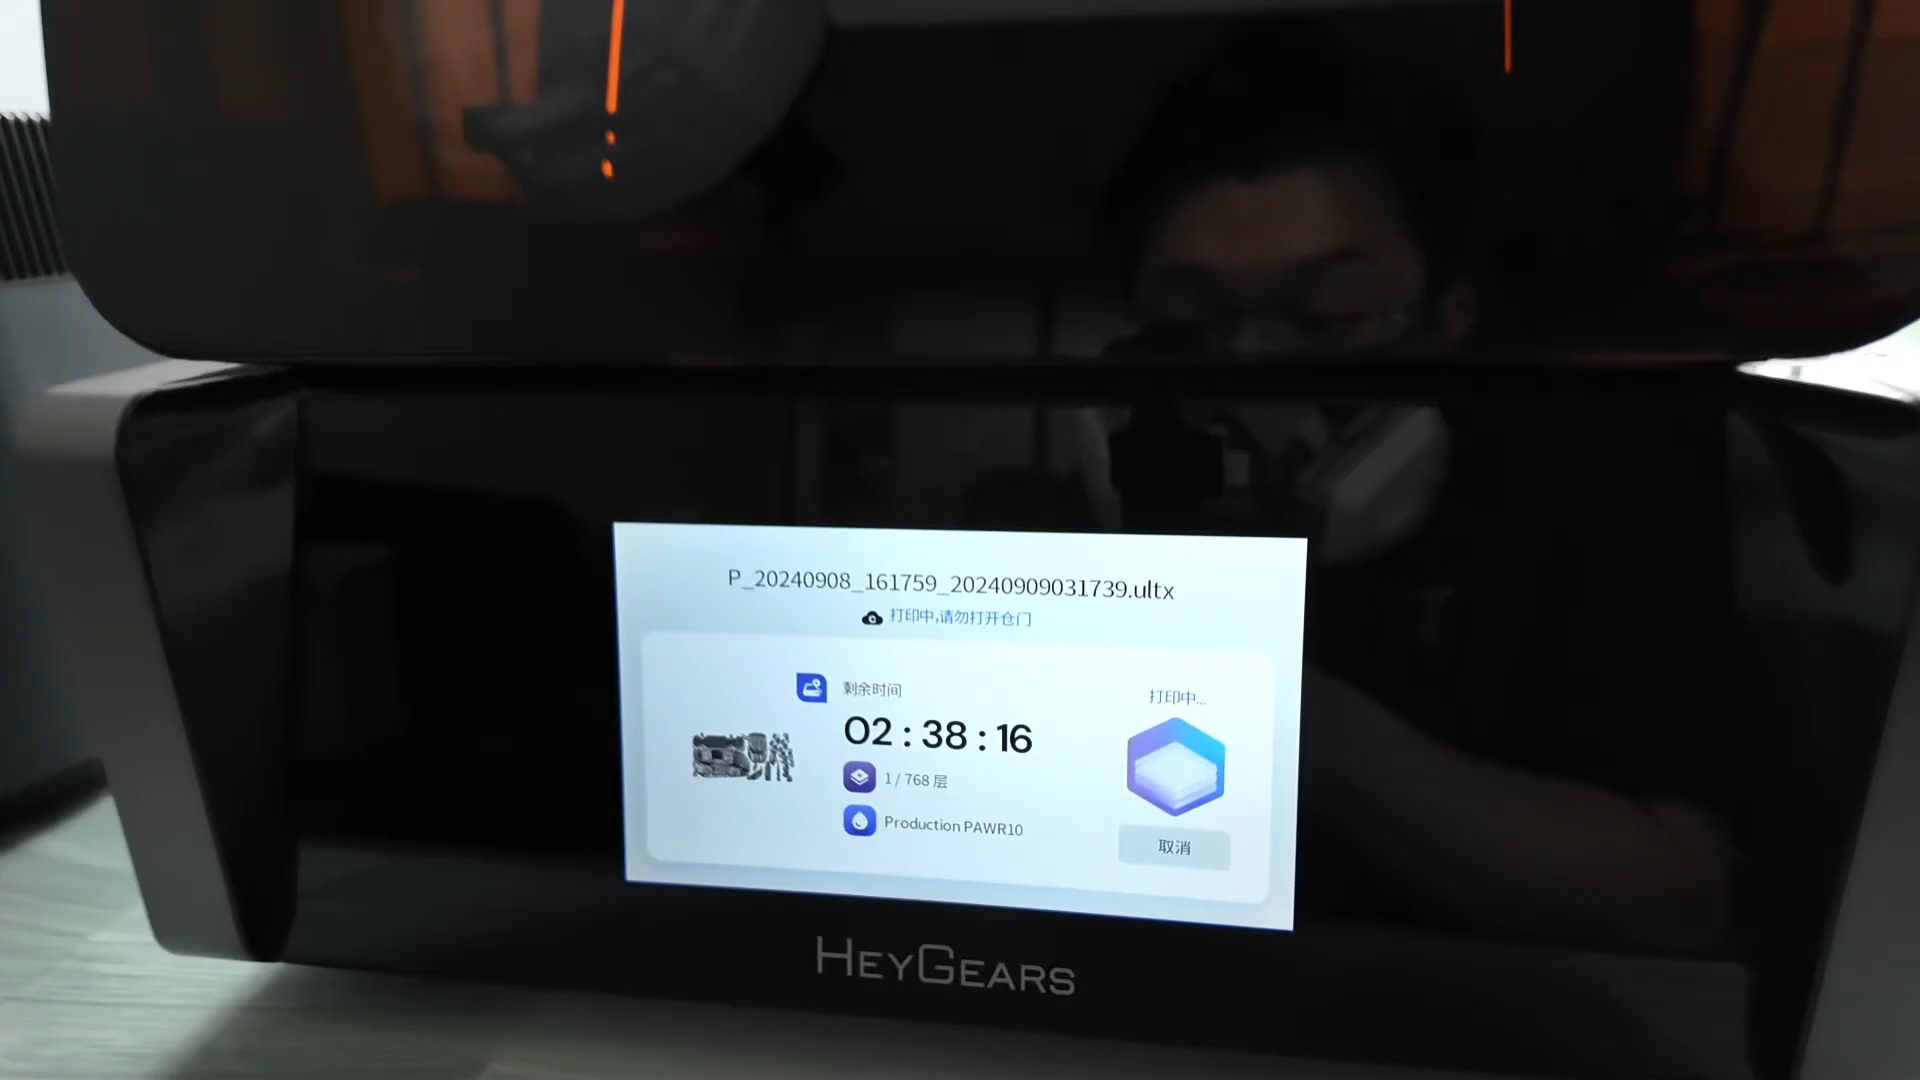 P_20240908_161759_20240909031739.ultx
打印中,请勿打开仓门
剩余时间
02 : 38 : 16
1 / 768 层
Production PAWR10
打印中...
取消
HEYGEARS